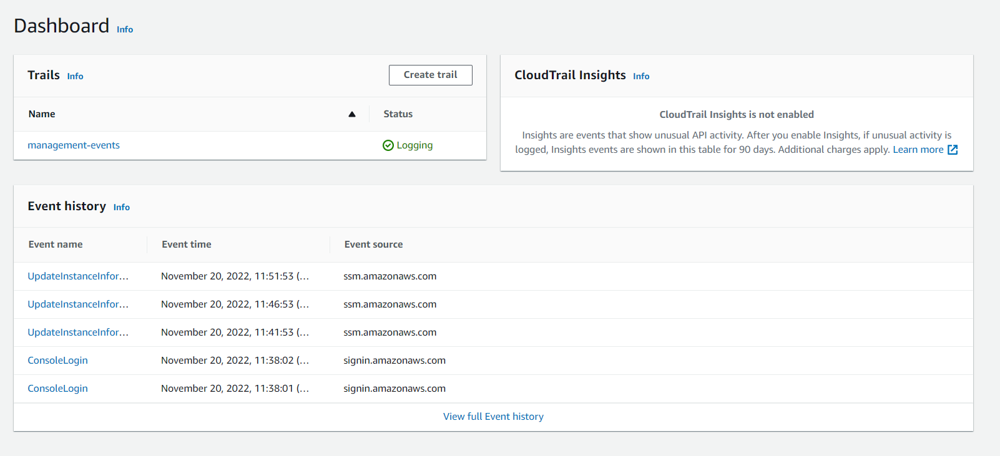 Dashboard Info
Trails Info
Create trail
Name
Status
management-events
Logging
CloudTrail Insights Info
CloudTrail Insights is not enabled
Insights are events that show unusual API activity. After you enable Insights, if unusual activity is
logged, Insights events are shown in this table for 90 days. Additional charges apply. Learn more
Event history Info
Event name Event time Event source
UpdateInstanceInfor... November 20, 2022, 11:51:53 (... ssm.amazonaws.com
UpdateInstanceInfor... November 20, 2022, 11:46:53 (... ssm.amazonaws.com
UpdateInstanceInfor... November 20, 2022, 11:41:53 (... ssm.amazonaws.com
ConsoleLogin November 20, 2022, 11:38:02 (... signin.amazonaws.com
ConsoleLogin November 20, 2022, 11:38:01 (... signin.amazonaws.com
View full Event history